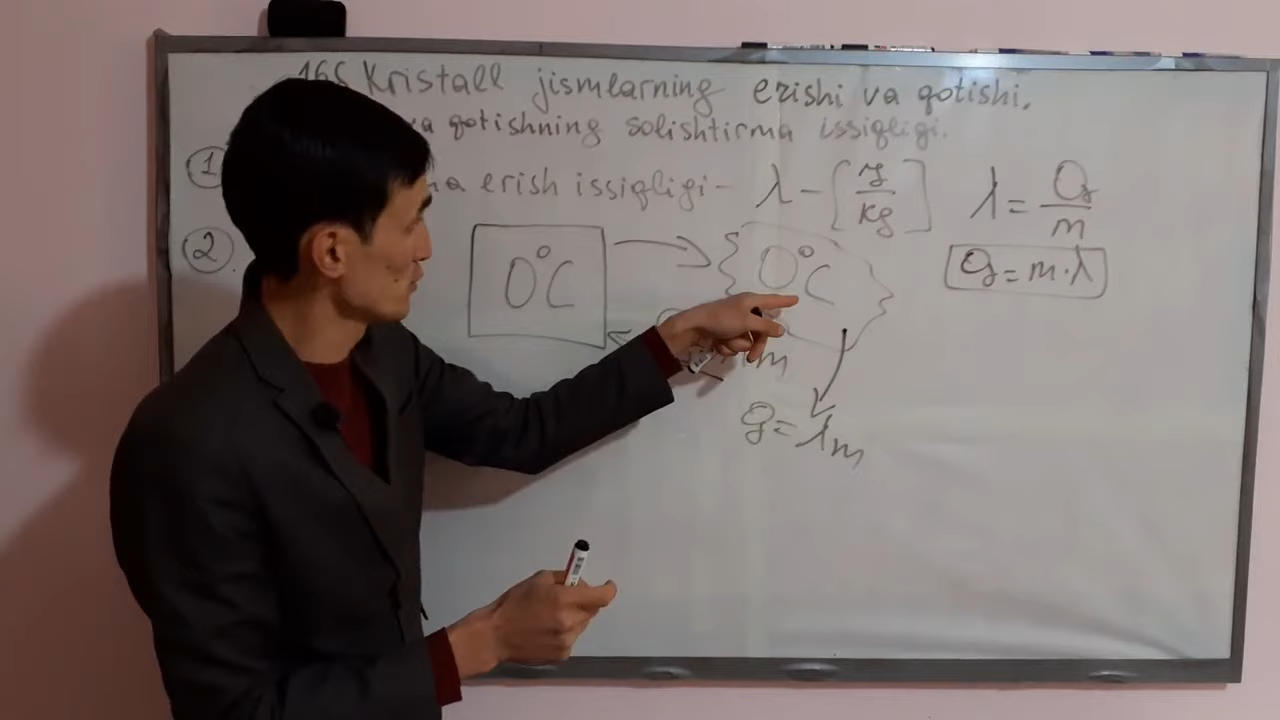 16§ Kristall jismlarning erishi va qotishi.
va qotishning solishtirma issiqligi.
① erish issiqligi - λ - [J/kg] λ = Q/m
②
0°C → 0°C Q = m·λ
Q = λm